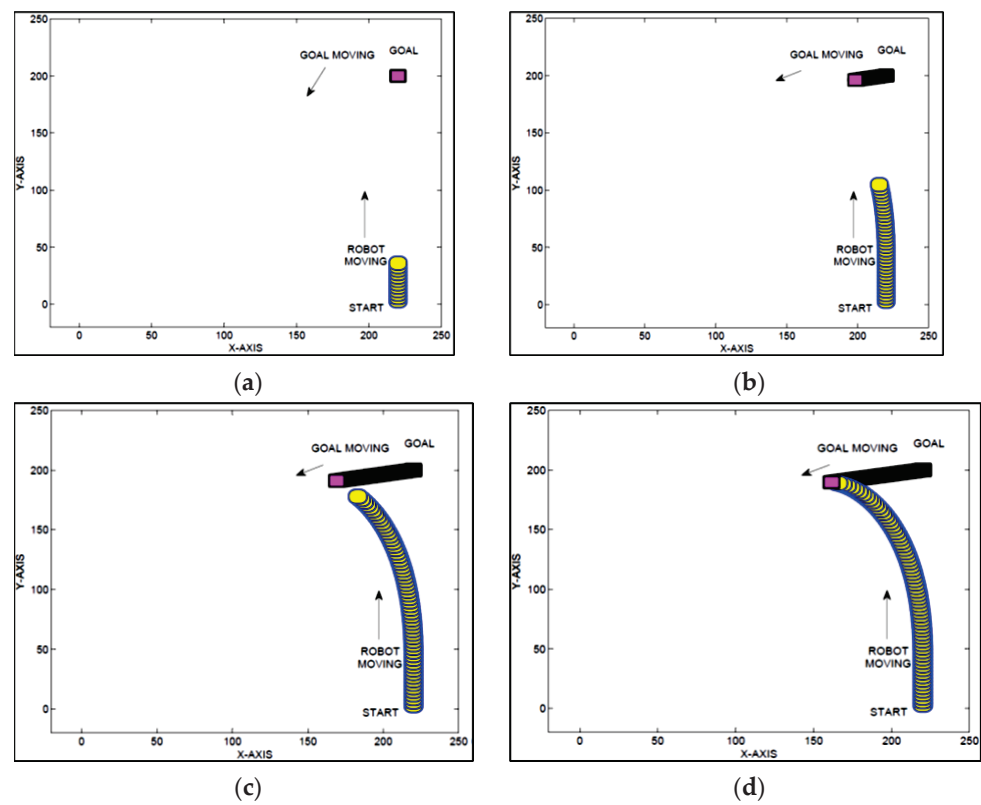 250
200
150
100
50
0
Y-AXIS
GOAL MOVING
GOAL
ROBOT
MOVING
START
0 50 100 150 200 250
X-AXIS
(a)
250
200
150
100
50
0
Y-AXIS
GOAL MOVING
GOAL
ROBOT
MOVING
START
0 50 100 150 200 250
X-AXIS
(b)
250
200
150
100
50
0
Y-AXIS
GOAL MOVING
GOAL
ROBOT
MOVING
START
0 50 100 150 200 250
X-AXIS
(c)
250
200
150
100
50
0
Y-AXIS
GOAL MOVING
GOAL
ROBOT
MOVING
START
0 50 100 150 200 250
X-AXIS
(d)